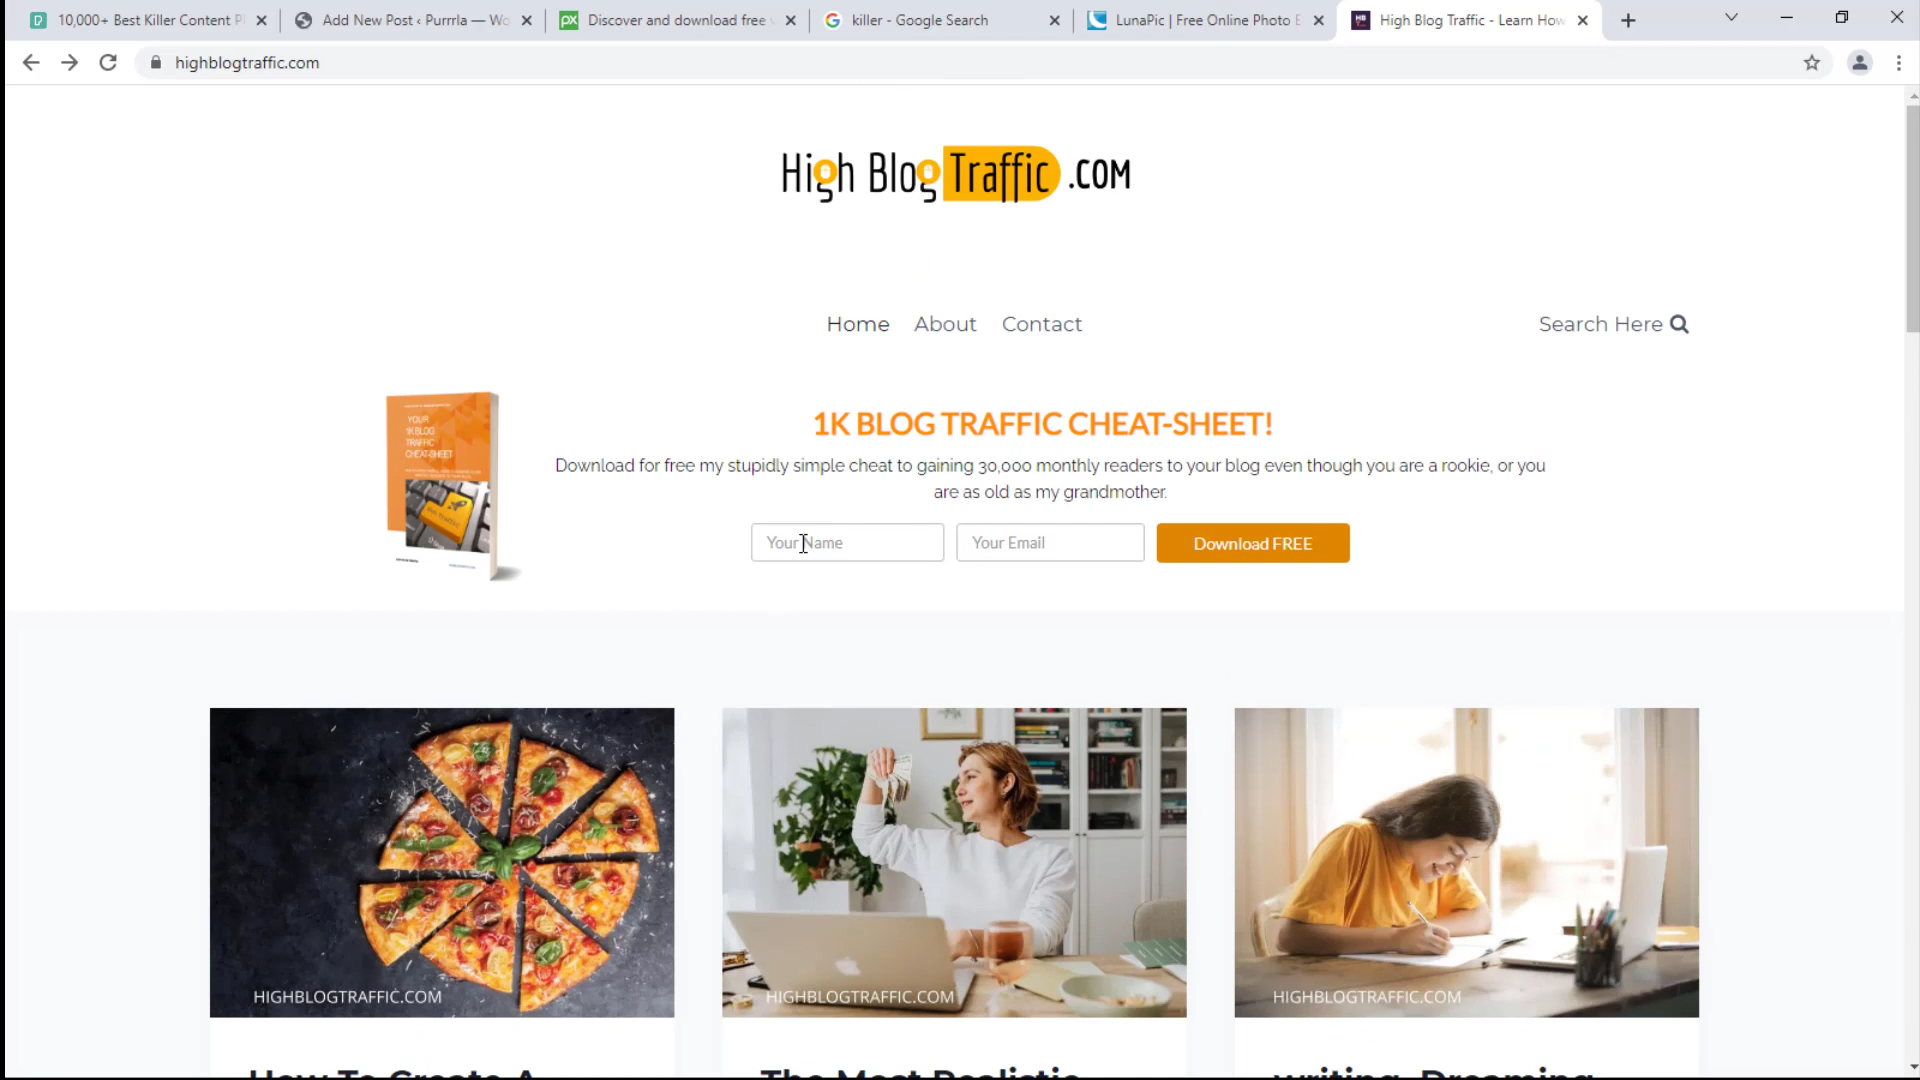 10,000+ Best Killer Content P
Add New Post ‹ Purrrla — Wo
Discover and download free
killer - Google Search
LunaPic | Free Online Photo E
High Blog Traffic - Learn How
highblogtraffic.com
High Blog Traffic .COM
Home
About
Contact
Search Here
YOUR
1K BLOG
TRAFFIC
CHEAT-SHEET
1K BLOG TRAFFIC CHEAT-SHEET!
Download for free my stupidly simple cheat to gaining 30,000 monthly readers to your blog even though you are a rookie, or you
are as old as my grandmother.
Your Name
Your Email
Download FREE
HIGHBLOGTRAFFIC.COM
HIGHBLOGTRAFFIC.COM
HIGHBLOGTRAFFIC.COM
How To Create A
The Most Realistic
writing, Dreaming